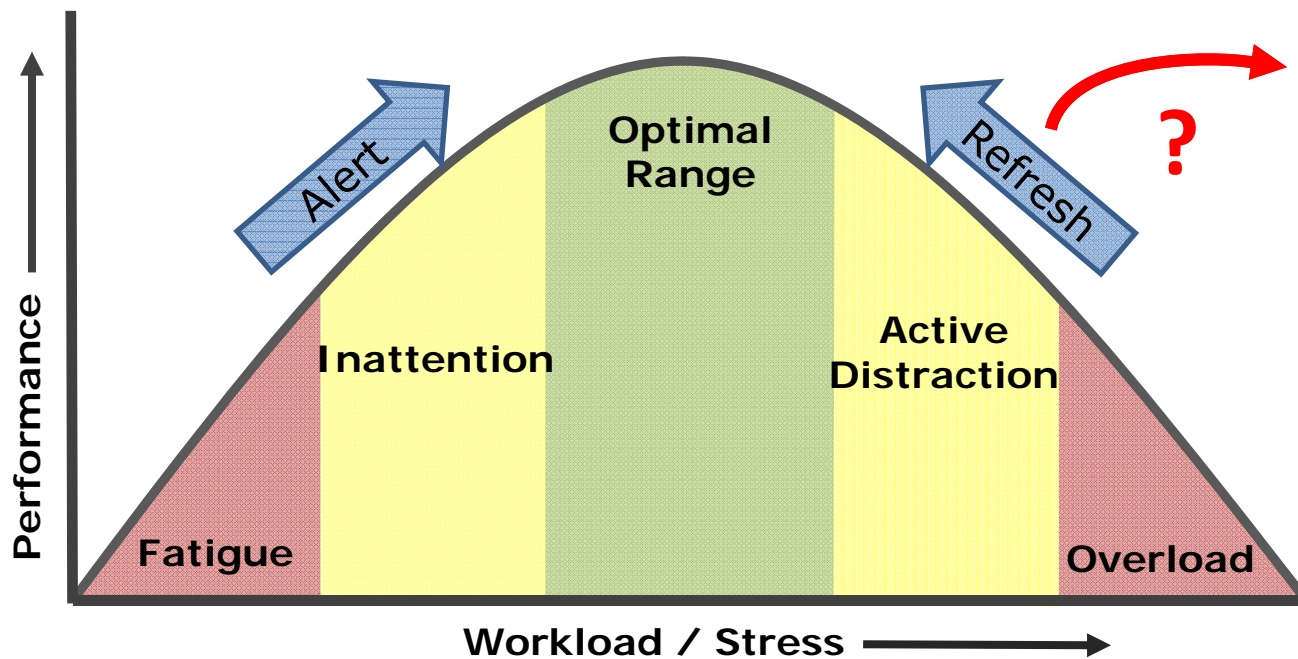 Alert
Optimal
Range
Refresh
?
Performance
Inattention
Active
Distraction
Fatigue
Overload
Workload / Stress